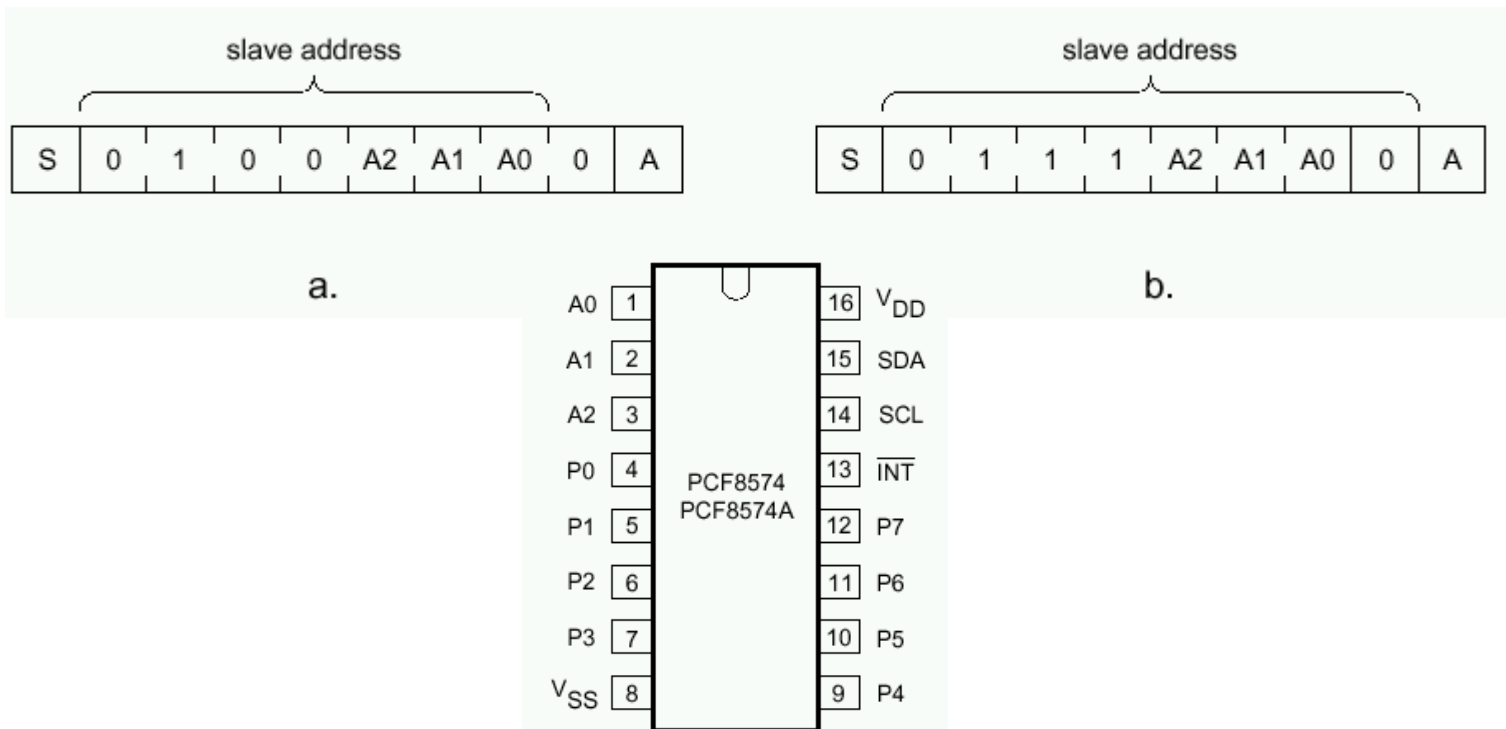 slave address
S 0 1 0 0 A2 A1 A0 0 A
a.
slave address
S 0 1 1 1 A2 A1 A0 0 A
b.
A0 1
A1 2
A2 3
P0 4
P1 5
P2 6
P3 7
VSS 8
PCF8574
PCF8574A
16 VDD
15 SDA
14 SCL
13 INT
12 P7
11 P6
10 P5
9 P4